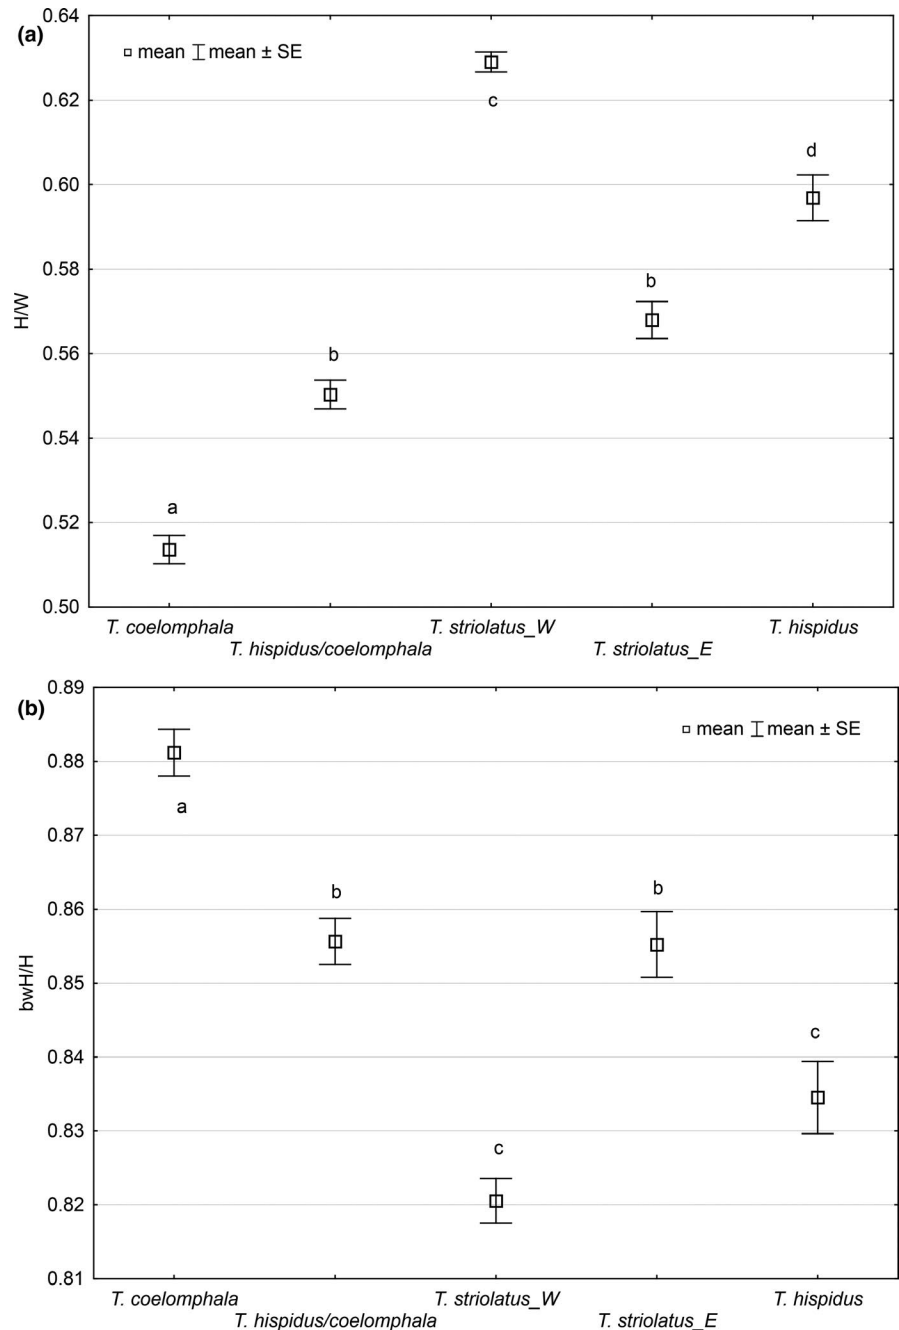 (a)
mean mean ± SE
0.64
0.62
0.60
0.58
0.56
0.54
0.52
0.50
H/W
a
b
c
b
d
T. coelomphala
T. hispidus/coelomphala
T. striolatus_W
T. striolatus_E
T. hispidus
(b)
mean mean ± SE
0.89
0.88
0.87
0.86
0.85
0.84
0.83
0.82
0.81
bwH/H
a
b
c
b
c
T. coelomphala
T. hispidus/coelomphala
T. striolatus_W
T. striolatus_E
T. hispidus